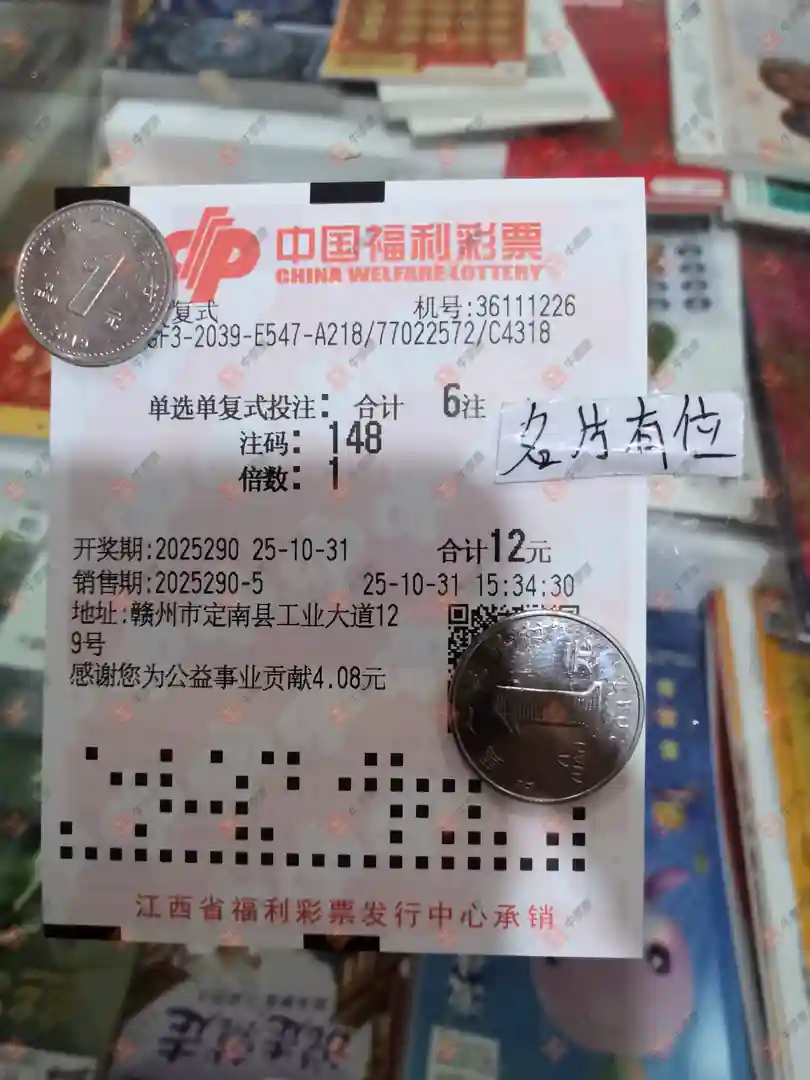 中国福利彩票
CHINA WELFARE LOTTERY
复式 机号:36111226
F3-2039-E547-A218/77022572/C4318
单选单复式投注: 合计 6注
注码: 148
倍数: 1
名片有位
开奖期:2025290 25-10-31 合计12元
销售期:2025290-5 25-10-31 15:34:30
地址:赣州市定南县工业大道12
9号
感谢您为公益事业贡献4.08元
江西省福利彩票发行中心承销
1
元